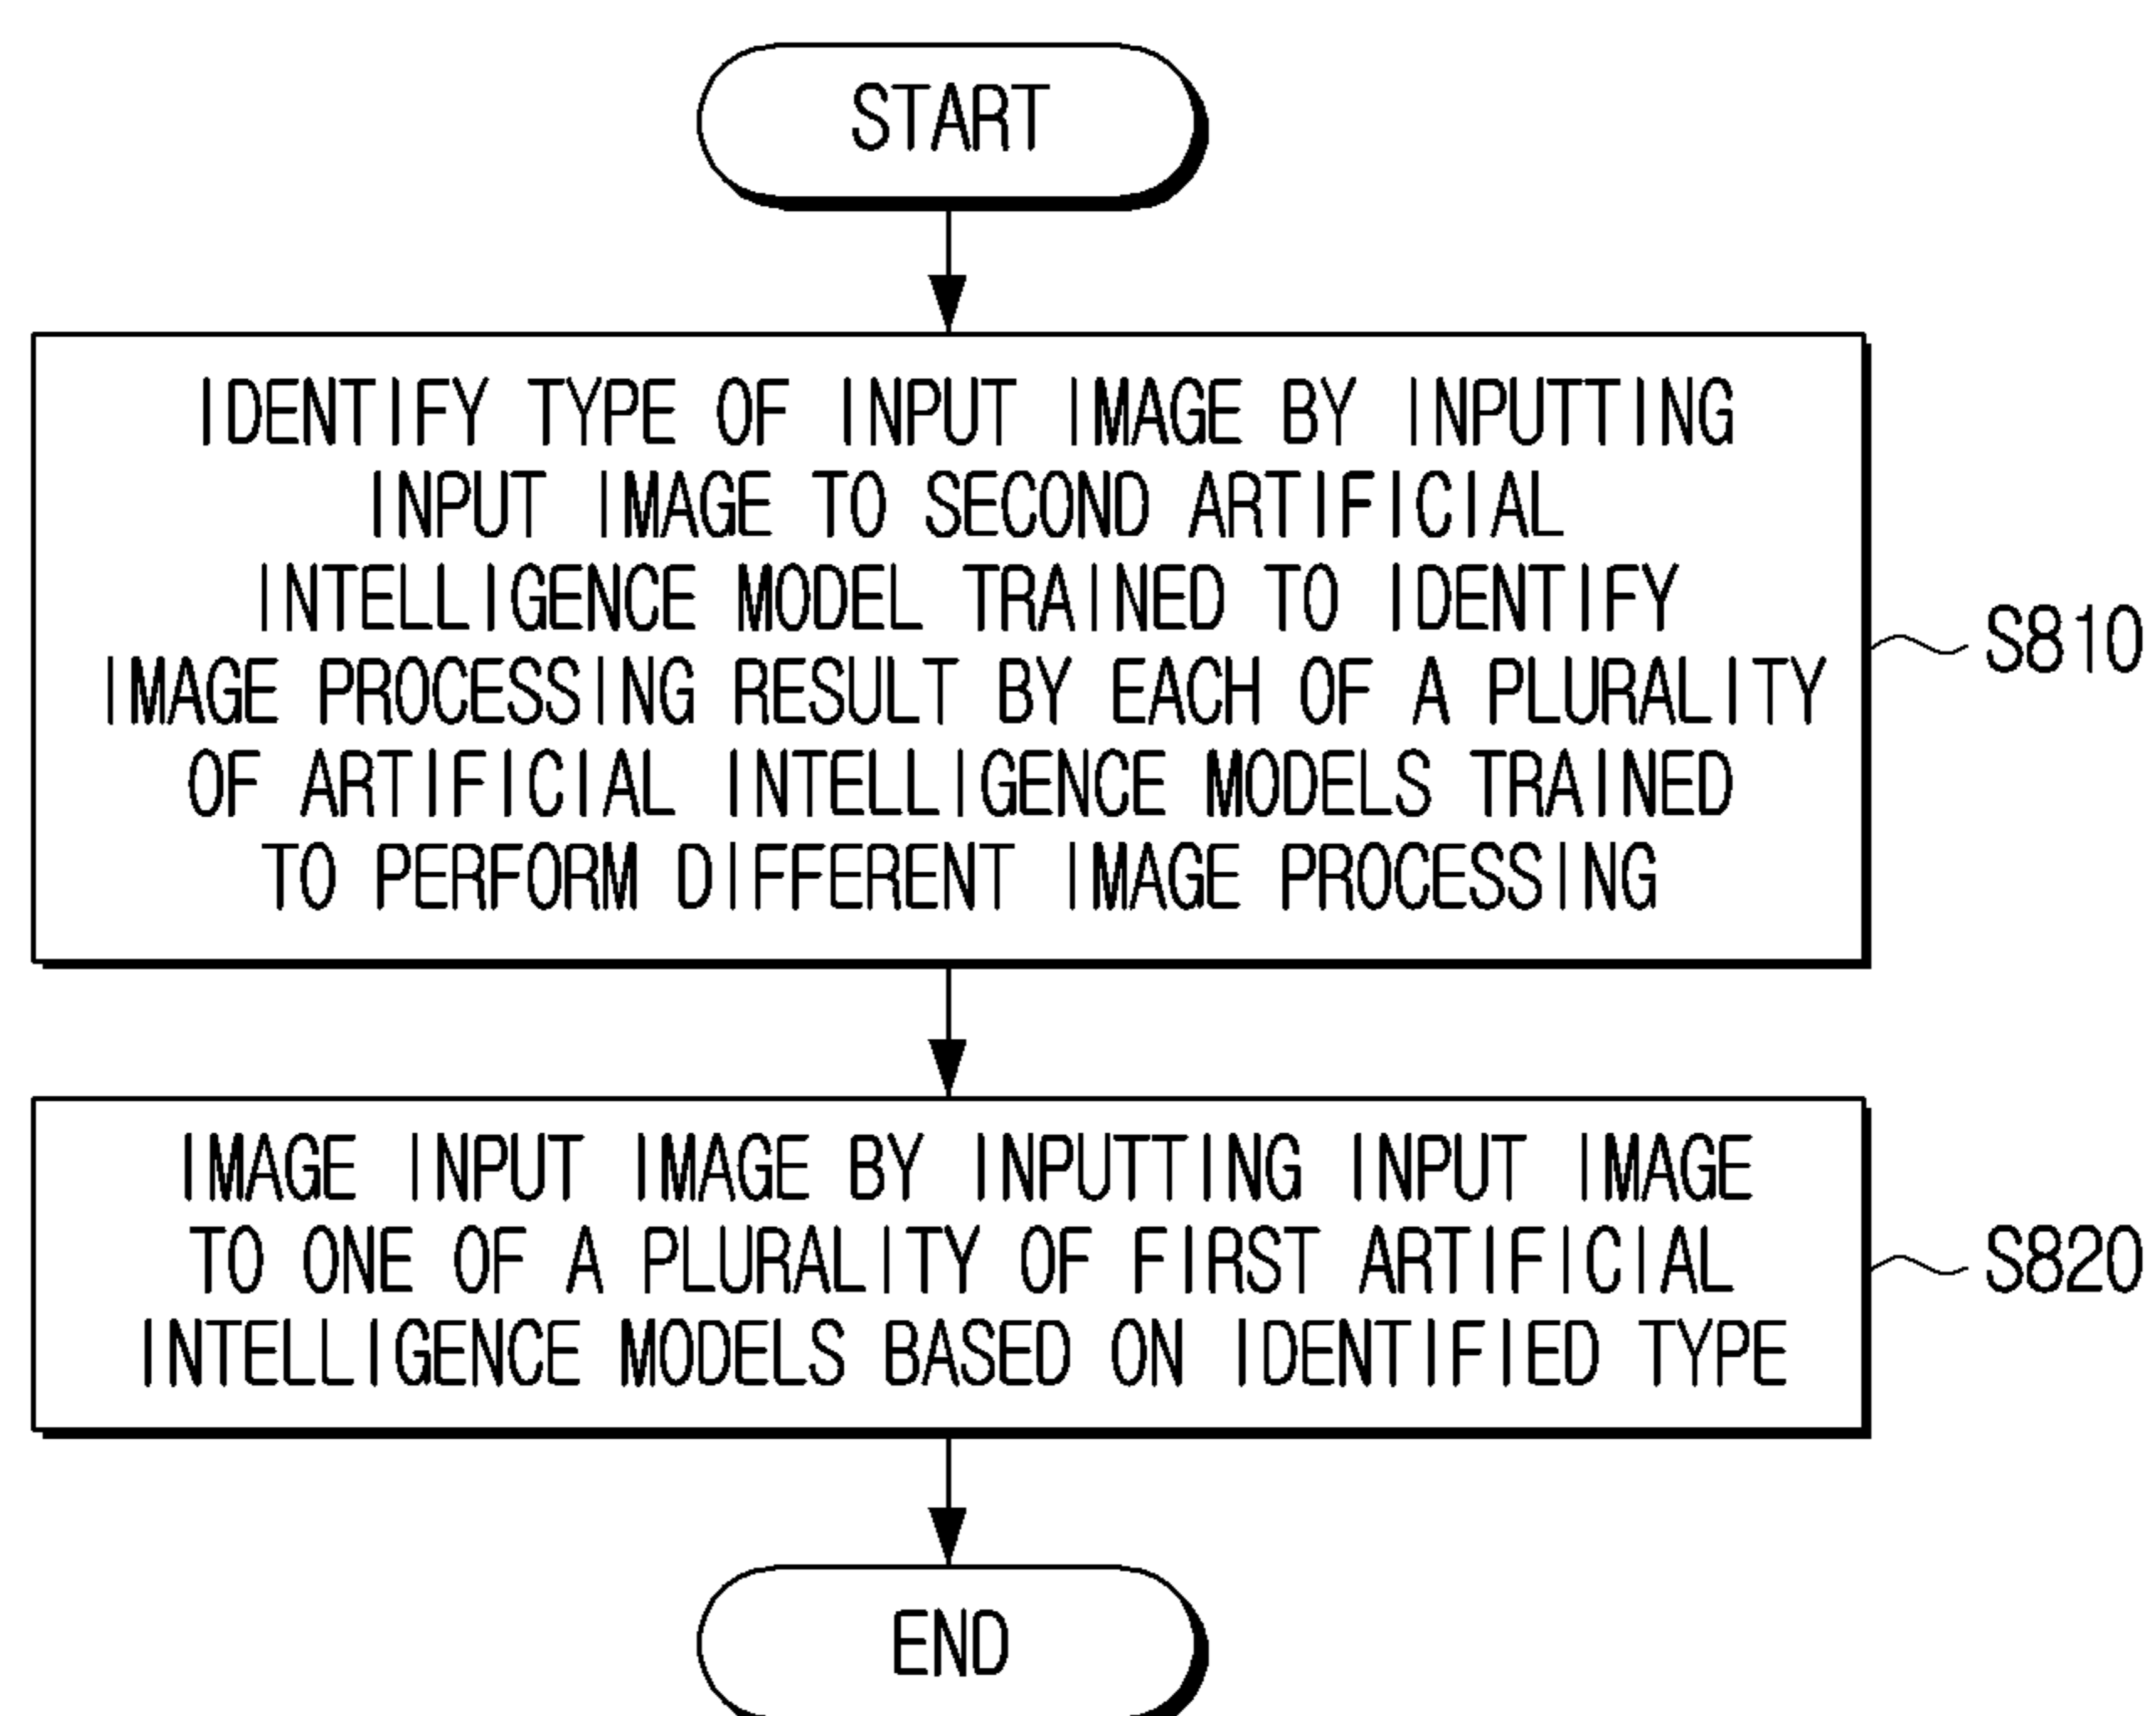 START
IDENTIFY TYPE OF INPUT IMAGE BY INPUTTING
INPUT IMAGE TO SECOND ARTIFICIAL
INTELLIGENCE MODEL TRAINED TO IDENTIFY
IMAGE PROCESSING RESULT BY EACH OF A PLURALITY
OF ARTIFICIAL INTELLIGENCE MODELS TRAINED
TO PERFORM DIFFERENT IMAGE PROCESSING
S810
IMAGE INPUT IMAGE BY INPUTTING INPUT IMAGE
TO ONE OF A PLURALITY OF FIRST ARTIFICIAL
INTELLIGENCE MODELS BASED ON IDENTIFIED TYPE
S820
END